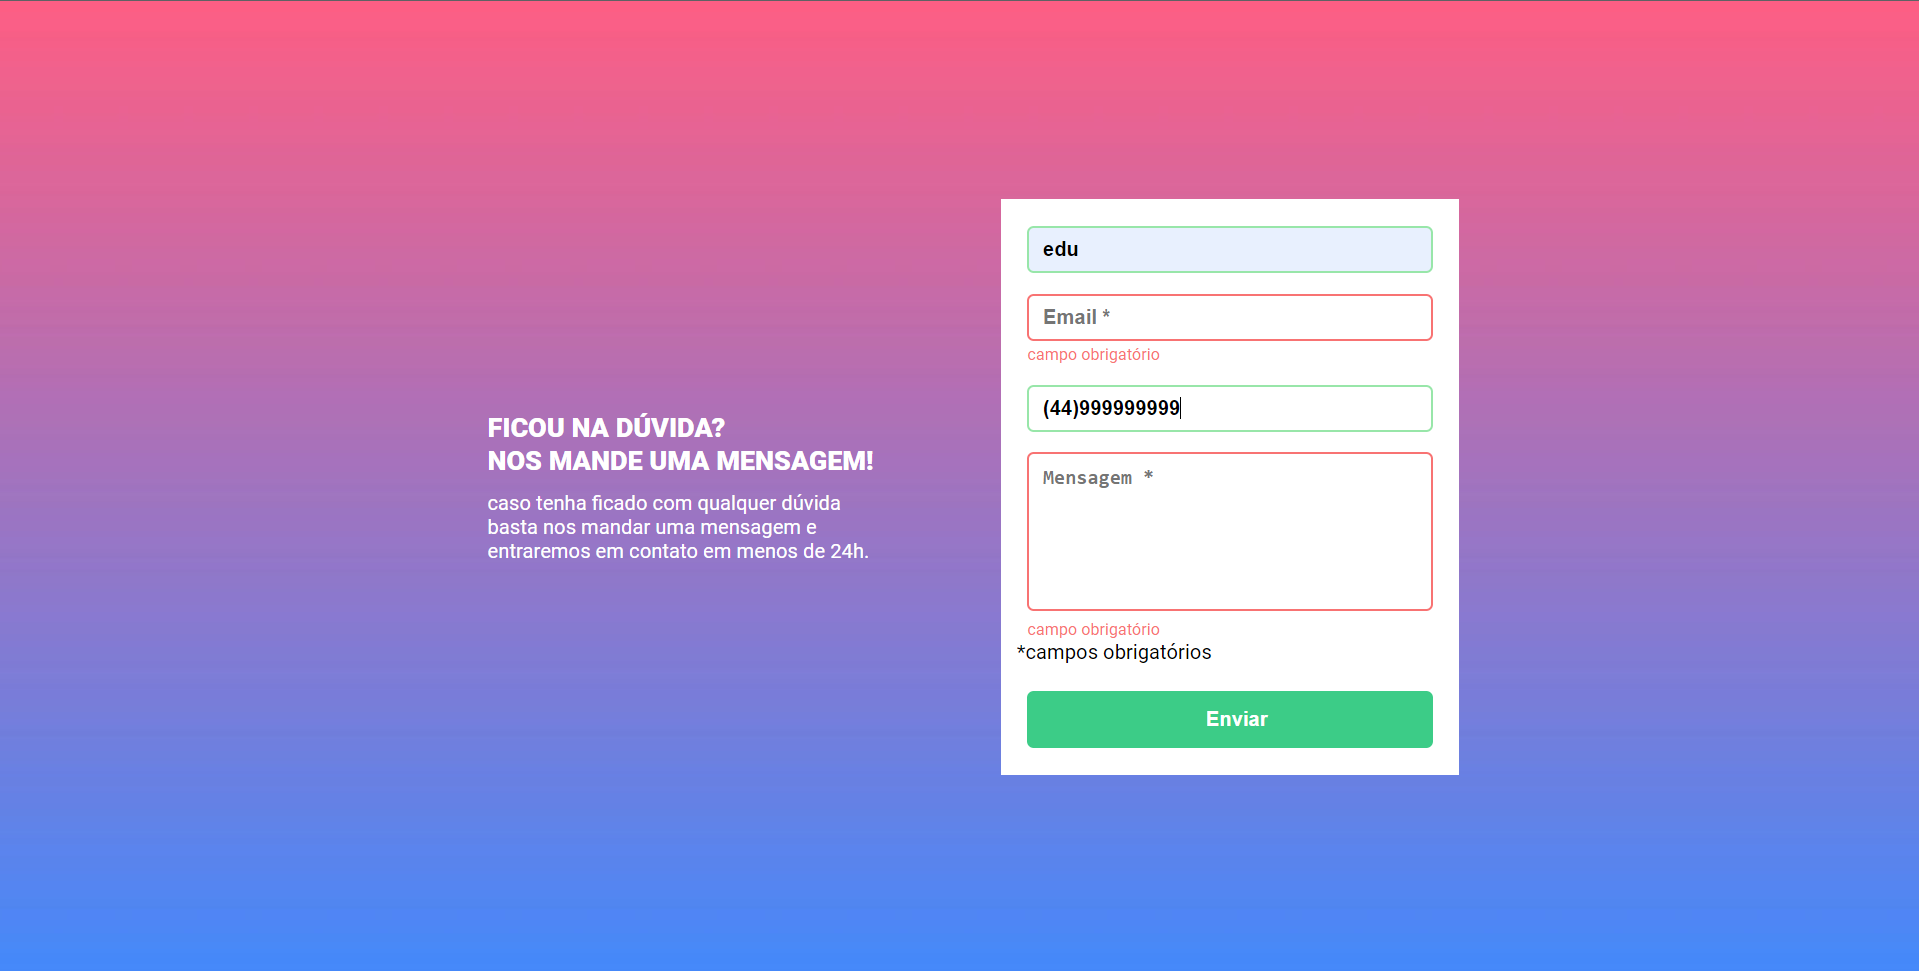 FICOU NA DÚVIDA?
NOS MANDE UMA MENSAGEM!
caso tenha ficado com qualquer dúvida
basta nos mandar uma mensagem e
entraremos em contato em menos de 24h.
edu
Email *
campo obrigatório
(44)999999999
Mensagem *
campo obrigatório
*campos obrigatórios
Enviar